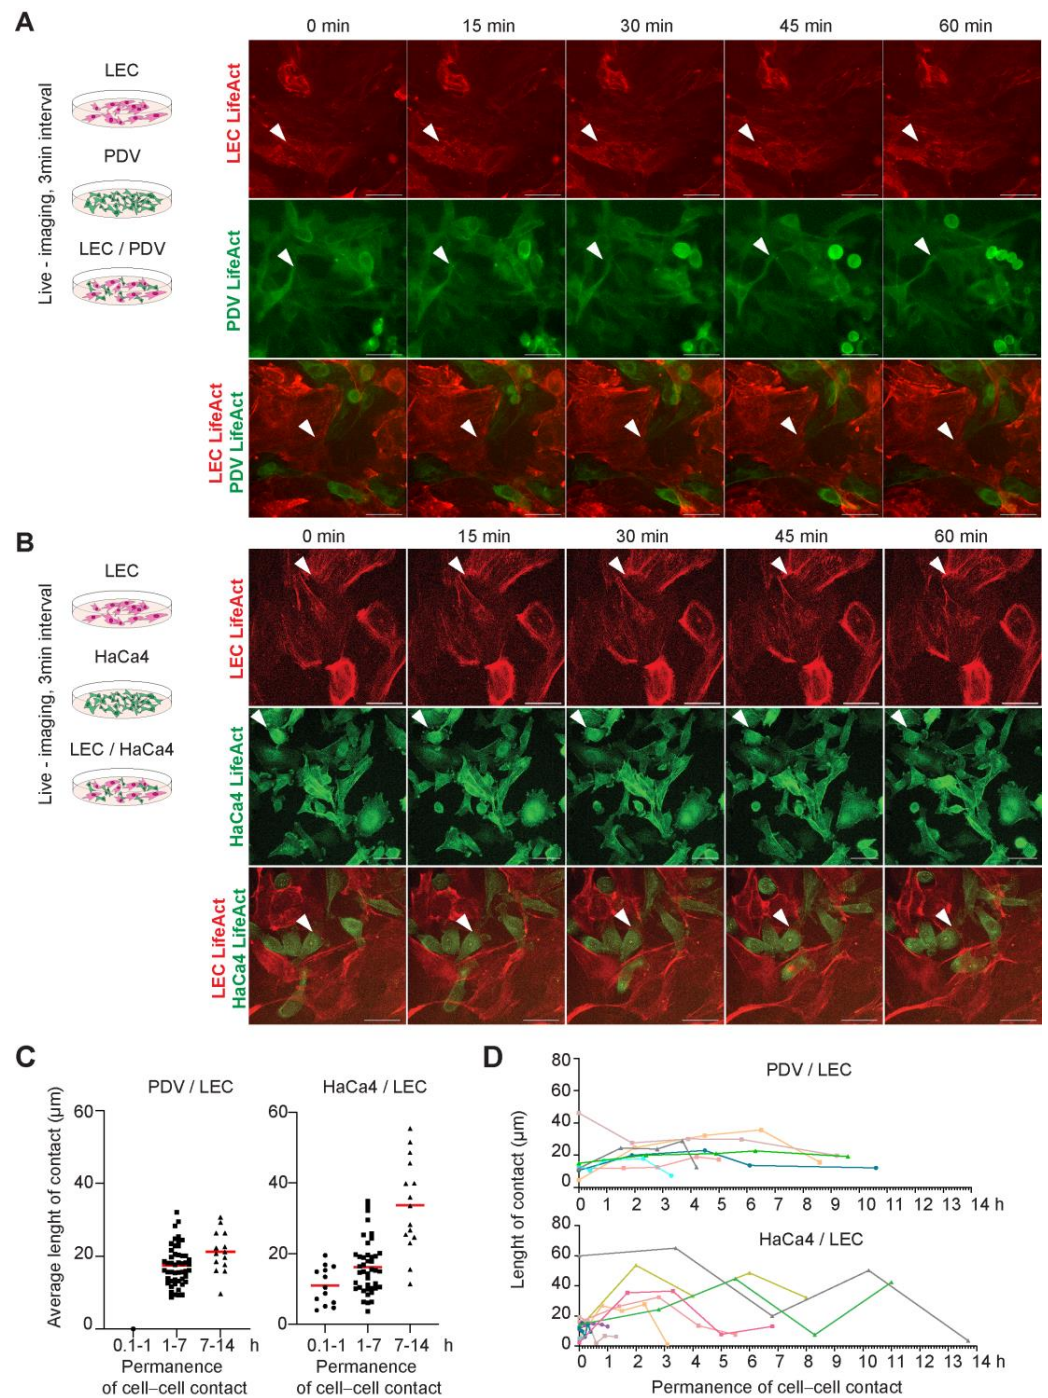 A
0 min 15 min 30 min 45 min 60 min
Live - imaging, 3min interval
LEC
PDV
LEC / PDV
LEC LifeAct
PDV LifeAct
LEC LifeAct
PDV LifeAct
B
0 min 15 min 30 min 45 min 60 min
Live - imaging, 3min interval
LEC
HaCa4
LEC / HaCa4
LEC LifeAct
HaCa4 LifeAct
LEC LifeAct
HaCa4 LifeAct
C
PDV / LEC HaCa4 / LEC
Average lenght of contact (µm)
60
40
20
0
60
40
20
0
0.1-1 1-7 7-14 h
0.1-1 1-7 7-14 h
Permanence
of cell–cell contact
Permanence
of cell–cell contact
D
PDV / LEC
Lenght of contact (µm)
80
60
40
20
0
0 1 2 3 4 5 6 7 8 9 10 11 12 13 14 h
HaCa4 / LEC
80
60
40
20
0
0 1 2 3 4 5 6 7 8 9 10 11 12 13 14 h
Permanence of cell–cell contact